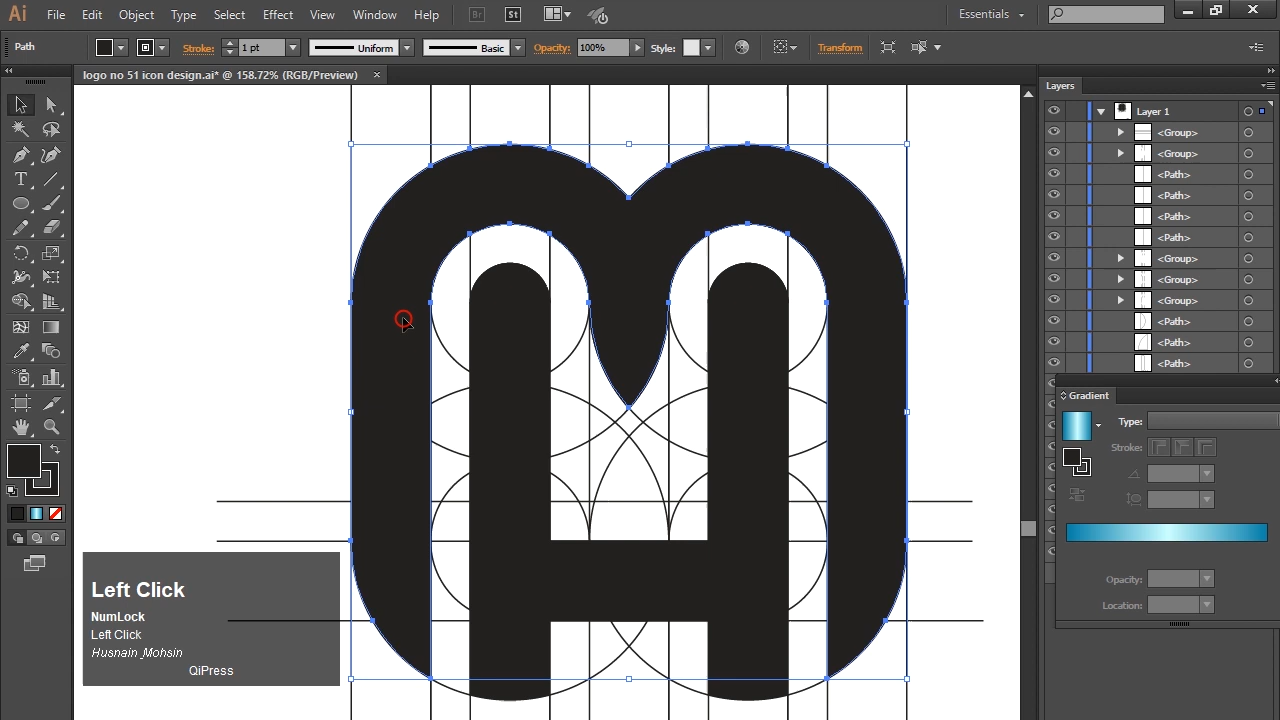 Ai File Edit Object Type Select Effect View Window Help Br St Essentials
Path Stroke: 1 pt Uniform Basic Opacity: 100% Style: Transform
logo no 51 icon design.ai* @ 158.72% (RGB/Preview) ×
Layers
Layer 1
<Group>
<Group>
<Path>
<Path>
<Path>
<Path>
<Group>
<Group>
<Group>
<Path>
<Path>
<Path>
Gradient
Type:
Stroke:
Opacity:
Location:
Left Click
NumLock
Left Click
Husnain_Mohsin
QiPress